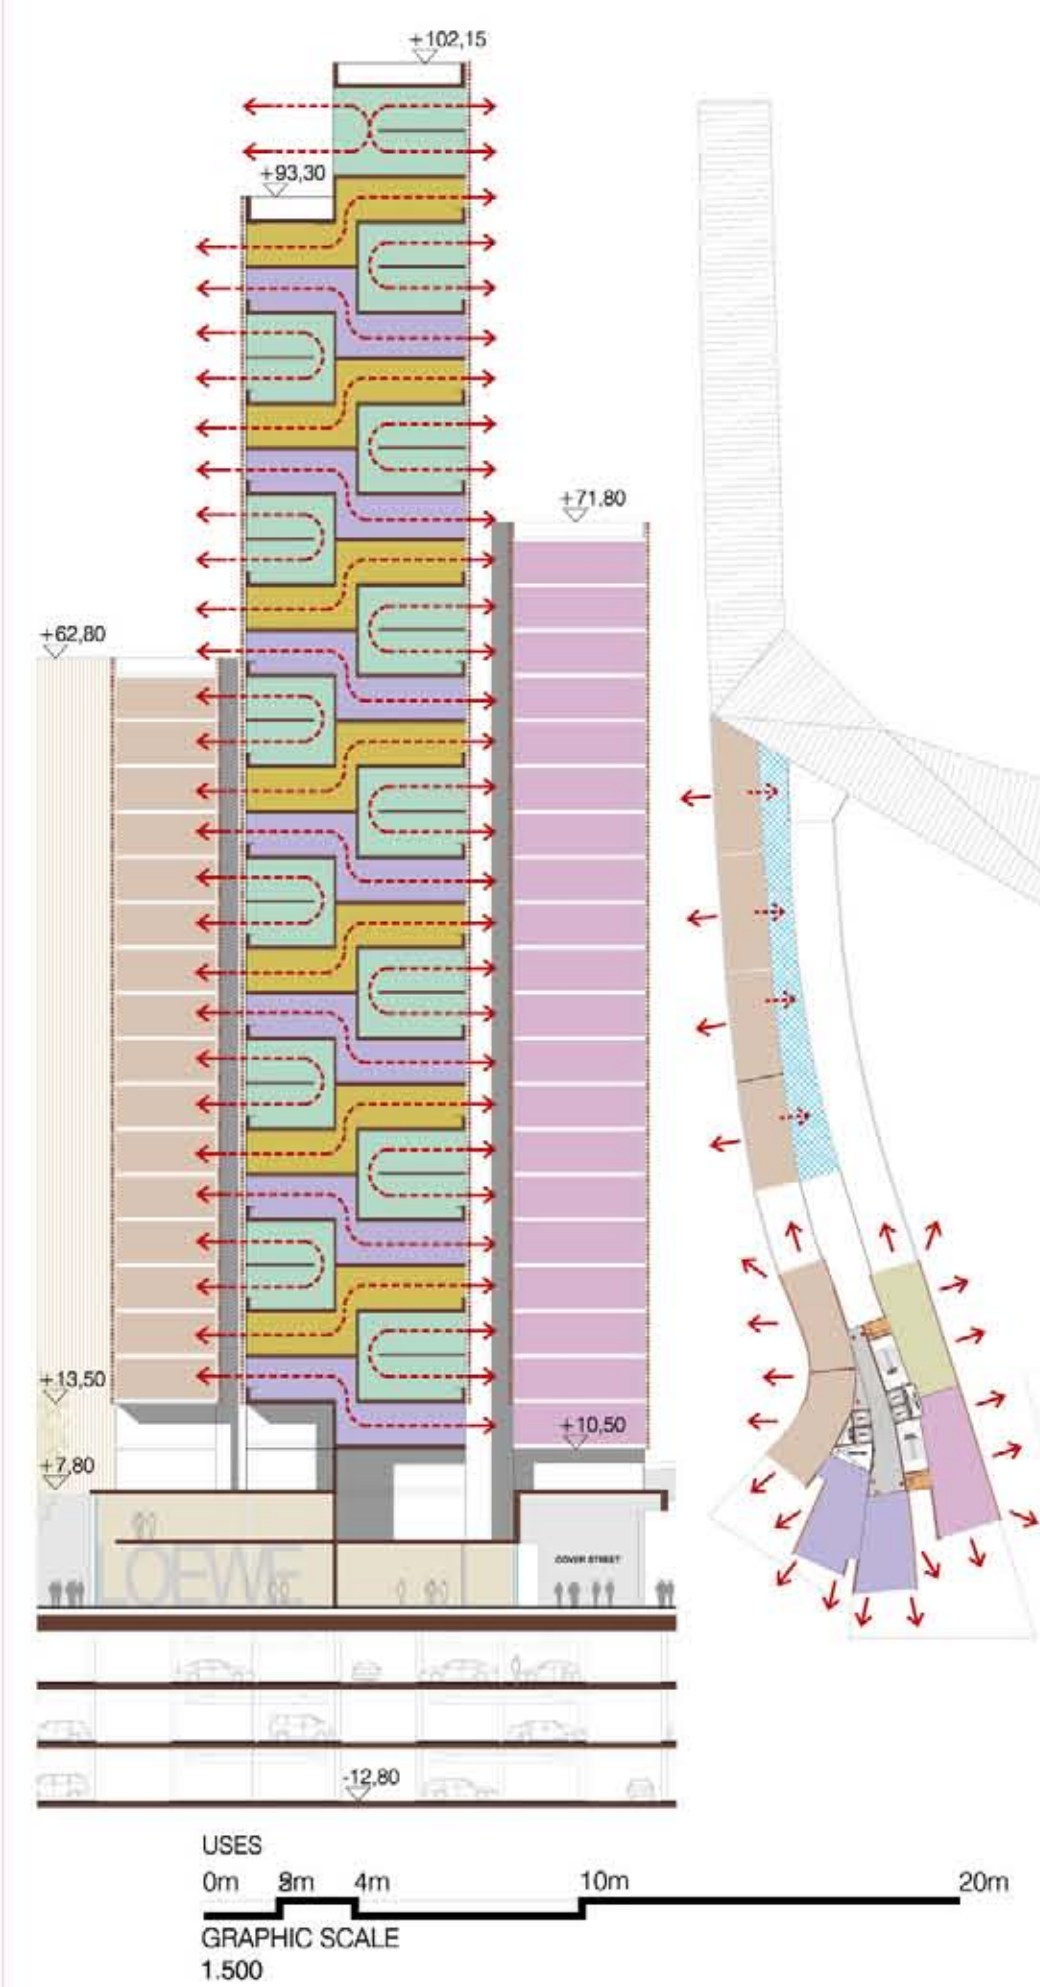 +102,15
+93,30
+71,80
+62,80
+13,50
+10,50
+7,80
LOEWE
COVER STREET
-12,80
USES
0m 2m 4m 10m 20m
GRAPHIC SCALE
1.500